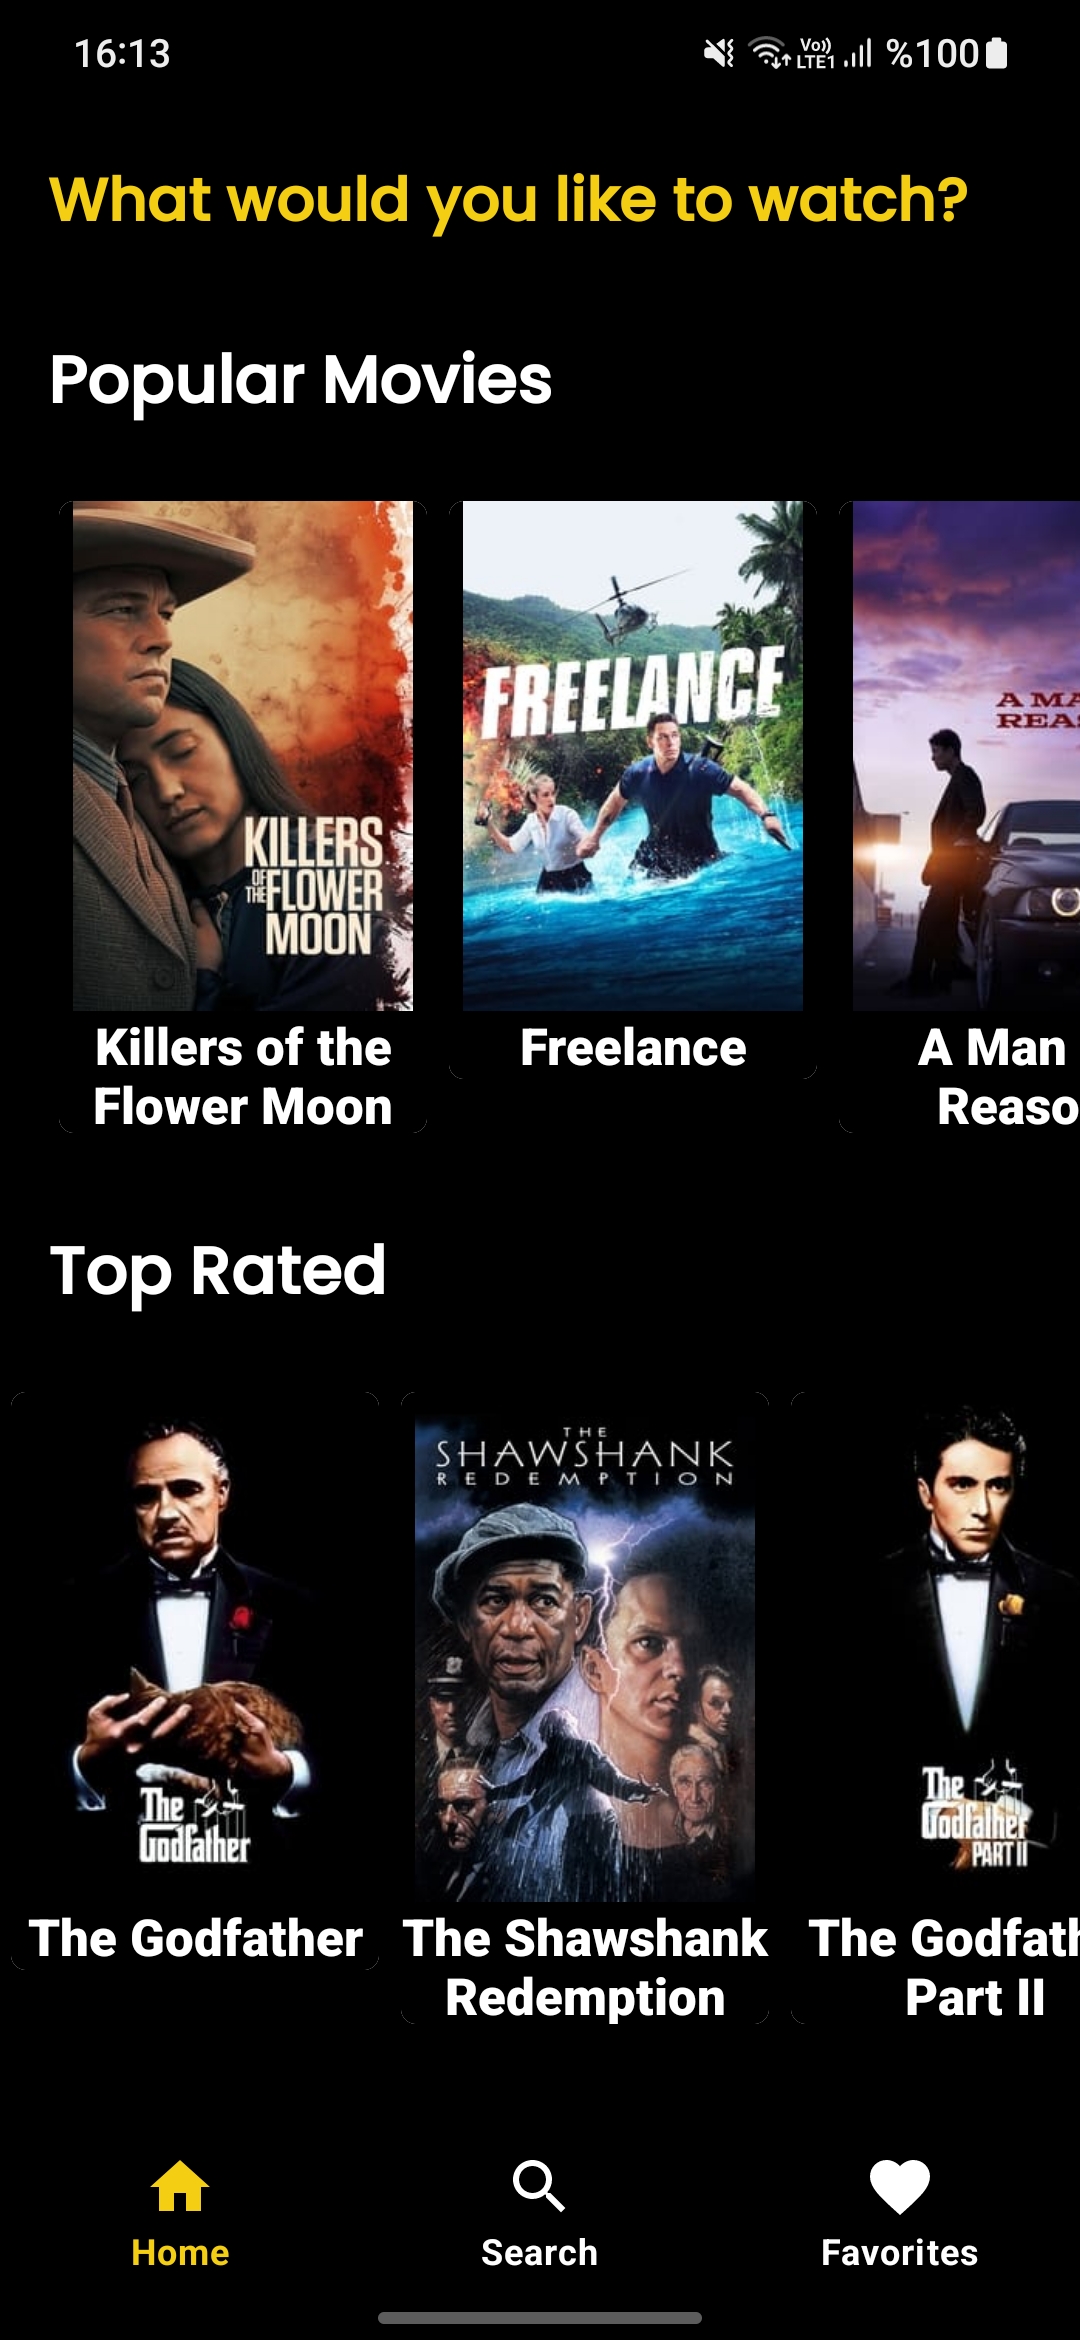 16:13
Vo))
LTE1
%100
What would you like to watch?
Popular Movies
KILLERS
OF THE FLOWER
MOON
FREELANCE
A MA
REAS
Killers of the
Flower Moon
Freelance
A Man
Reaso
Top Rated
The
Godfather
THE
SHAWSHANK
REDEMPTION
The
Godfather
PART II
The Godfather
The Shawshank
Redemption
The Godfath
Part II
Home
Search
Favorites